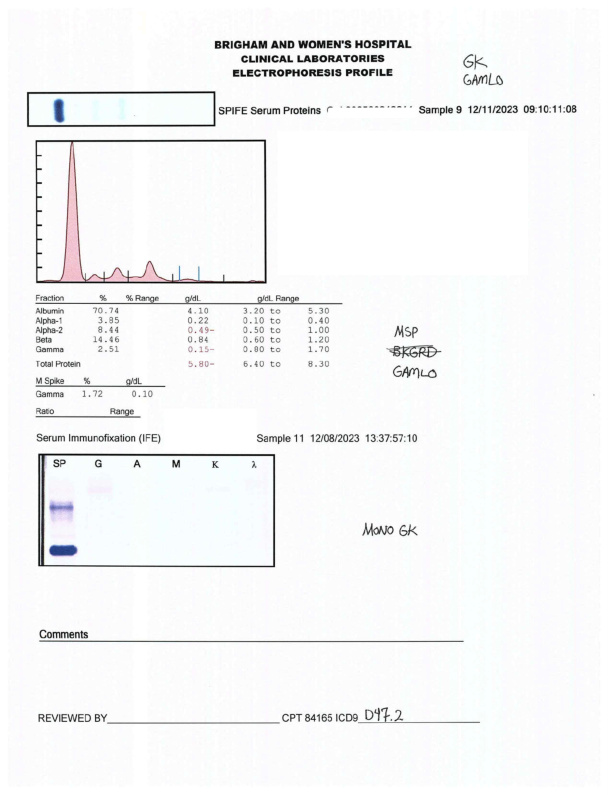 BRIGHAM AND WOMEN'S HOSPITAL
CLINICAL LABORATORIES
ELECTROPHORESIS PROFILE
GK
GAMLO
SPIFE Serum Proteins Sample 9 12/11/2023 09:10:11:08
Fraction % % Range g/dL g/dL Range
Albumin 70.74 4.10 3.20 to 5.30
Alpha-1 3.85 0.22 0.10 to 0.40
Alpha-2 8.44 0.49- 0.50 to 1.00
Beta 14.46 0.84 0.60 to 1.20
Gamma 2.51 0.15- 0.80 to 1.70
Total Protein 5.80- 6.40 to 8.30
MSP
BKGRD
GAMLO
M Spike % g/dL
Gamma 1.72 0.10
Ratio Range
Serum Immunofixation (IFE) Sample 11 12/08/2023 13:37:57:10
SP G A M K λ
MONO GK
Comments
REVIEWED BY CPT 84165 ICD9 D47.2